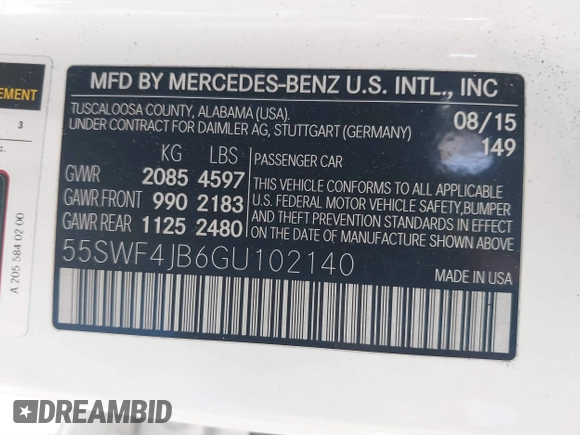 MFD BY MERCEDES-BENZ U.S. INTL., INC
TUSCALOOSA COUNTY, ALABAMA (USA).
UNDER CONTRACT FOR DAIMLER AG, STUTTGART (GERMANY)
08/15
149
KG LBS
GWR 2085 4597
GAWR FRONT 990 2183
GAWR REAR 1125 2480
PASSENGER CAR
THIS VEHICLE CONFORMS TO ALL APPLICABLE
U.S. FEDERAL MOTOR VEHICLE SAFETY, BUMPER
AND THEFT PREVENTION STANDARDS IN EFFECT
ON THE DATE OF MANUFACTURE SHOWN ABOVE.
55SWF4JB6GU102140
MADE IN USA
EMENT
3
c.
A 205 584 02 00
DREAMBID